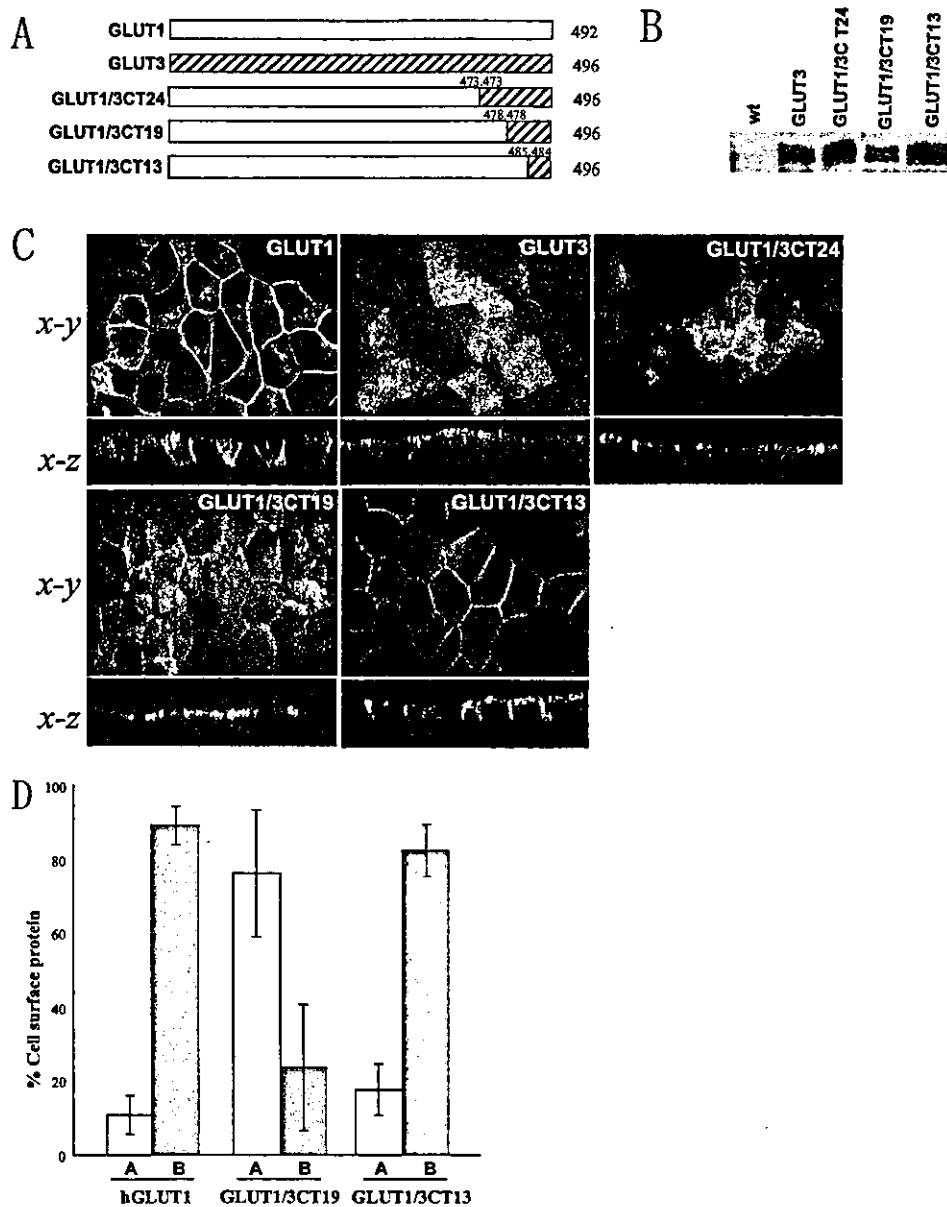 A
GLUT1 492
GLUT3 496
473,473
GLUT1/3CT24 496
478,478
GLUT1/3CT19 496
485,484
GLUT1/3CT13 496
B
wt
GLUT3
GLUT1/3C T24
GLUT1/3CT19
GLUT1/3CT13
C
GLUT1
GLUT3
GLUT1/3CT24
x-y
x-z
GLUT1/3CT19
GLUT1/3CT13
x-y
x-z
D
% Cell surface protein
100
80
60
40
20
0
A B A B A B
hGLUT1 GLUT1/3CT19 GLUT1/3CT13